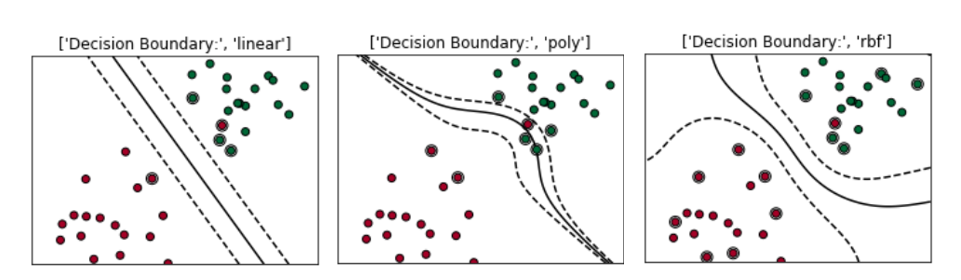 ['Decision Boundary:', 'linear']
['Decision Boundary:', 'poly']
['Decision Boundary:', 'rbf']